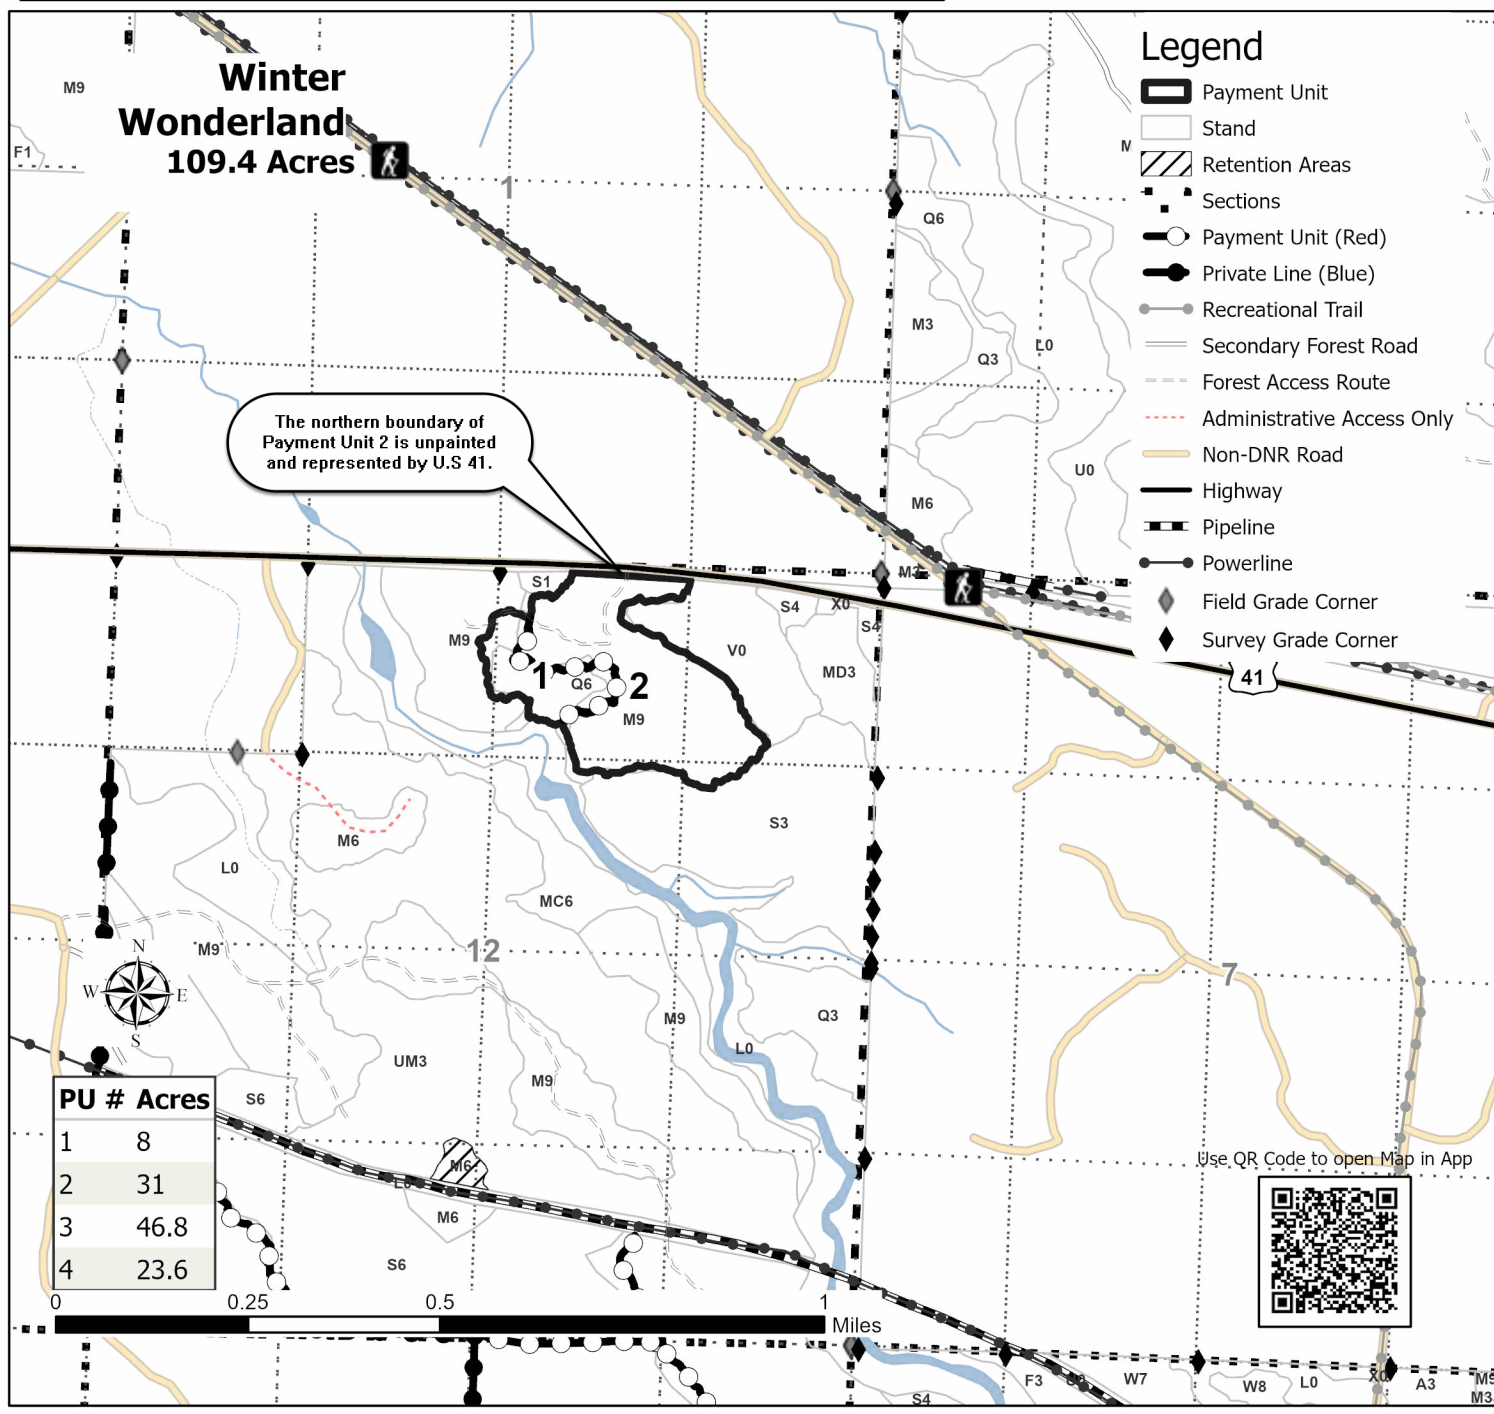 Winter
Wonderland
109.4 Acres
M9
F1
1
The northern boundary of
Payment Unit 2 is unpainted
and represented by U.S 41.
Legend
Payment Unit
Stand
Retention Areas
Sections
Payment Unit (Red)
Private Line (Blue)
Recreational Trail
Secondary Forest Road
Forest Access Route
Administrative Access Only
Non-DNR Road
Highway
Pipeline
Powerline
Field Grade Corner
Survey Grade Corner
Q6
M3
Q3
L0
U0
M6
S1
S4
X0
S4
M9
V0
MD3
1
Q6
2
M9
41
S3
M6
L0
MC6
M9
12
7
N
W
E
S
M9
Q3
L0
UM3
M9
S6
M6
L0
M6
S6
PU # Acres
1 8
2 31
3 46.8
4 23.6
Use QR Code to open Map in App
0 0.25 0.5 1
Miles
S4
F3
W7
W8
L0
X0
A3
M9
M3